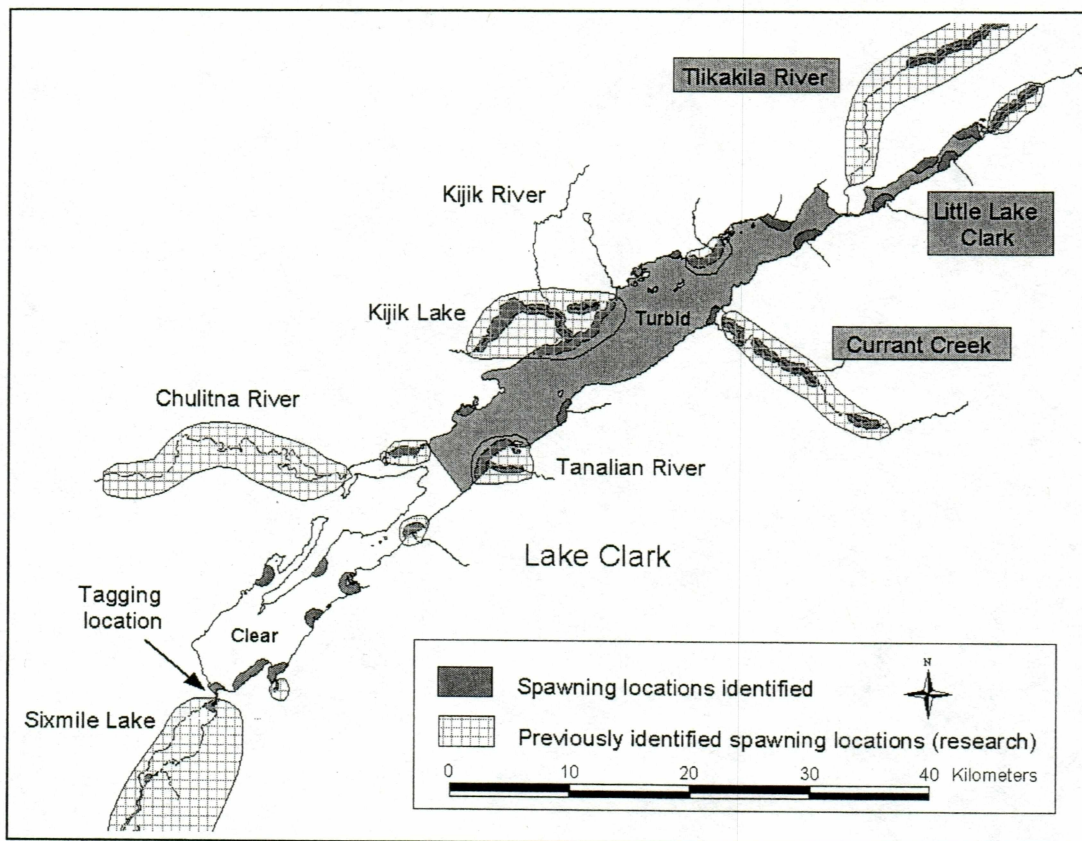 Tlikakila River
Kijik River
Little Lake
Clark
Kijik Lake
Turbid
Currant Creek
Chulitna River
Tanalian River
Lake Clark
Tagging
location
Clear
Sixmile Lake
N
Spawning locations identified
Previously identified spawning locations (research)
0 10 20 30 40 Kilometers